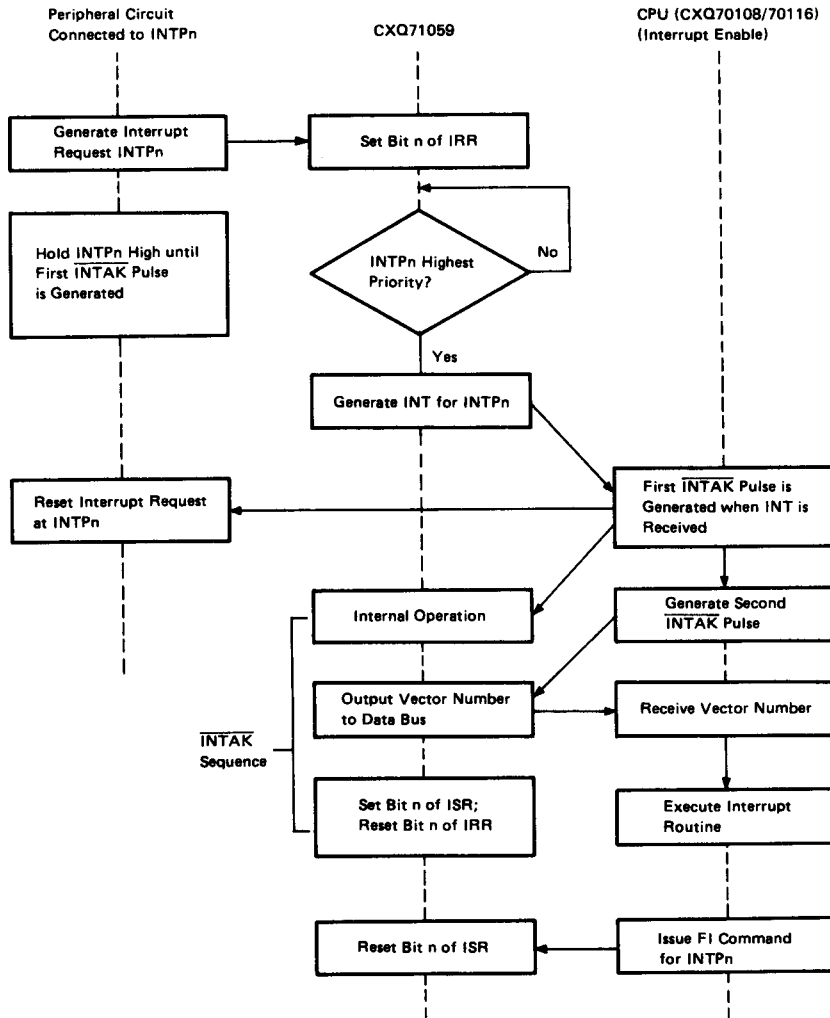 Peripheral Circuit
Connected to INTPn
CXQ71059
CPU (CXQ70108/70116)
(Interrupt Enable)
Generate Interrupt
Request INTPn
Set Bit n of IRR
Hold INTPn High until
First INTAK Pulse
is Generated
INTPn Highest
Priority?
No
Yes
Generate INT for INTPn
Reset Interrupt Request
at INTPn
First INTAK Pulse is
Generated when INT is
Received
Internal Operation
Generate Second
INTAK Pulse
Output Vector Number
to Data Bus
Receive Vector Number
INTAK
Sequence
Set Bit n of ISR;
Reset Bit n of IRR
Execute Interrupt
Routine
Reset Bit n of ISR
Issue FI Command
for INTPn